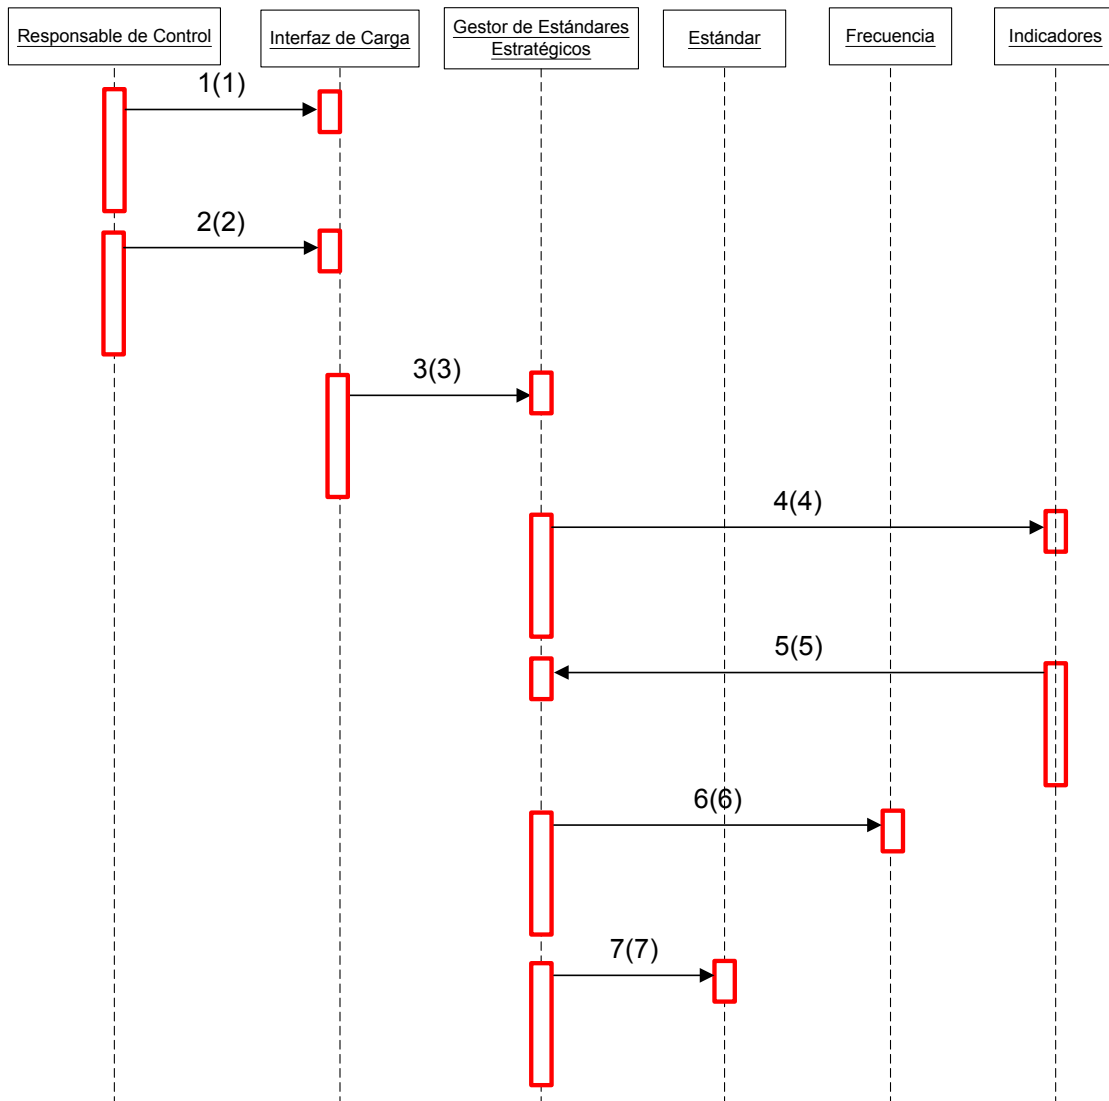 Responsable de Control
Interfaz de Carga
Gestor de Estándares
Estratégicos
Estándar
Frecuencia
Indicadores
1(1)
2(2)
3(3)
4(4)
5(5)
6(6)
7(7)